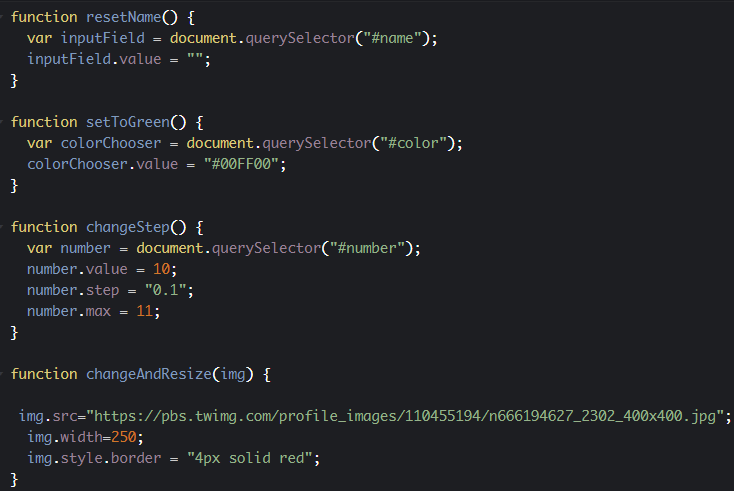 function resetName() {
  var inputField = document.querySelector("#name");
  inputField.value = "";
}

function setToGreen() {
  var colorChooser = document.querySelector("#color");
  colorChooser.value = "#00FF00";
}

function changeStep() {
  var number = document.querySelector("#number");
  number.value = 10;
  number.step = "0.1";
  number.max = 11;
}

function changeAndResize(img) {

 img.src="https://pbs.twimg.com/profile_images/110455194/n666194627_2302_400x400.jpg";
  img.width=250;
  img.style.border = "4px solid red";
}